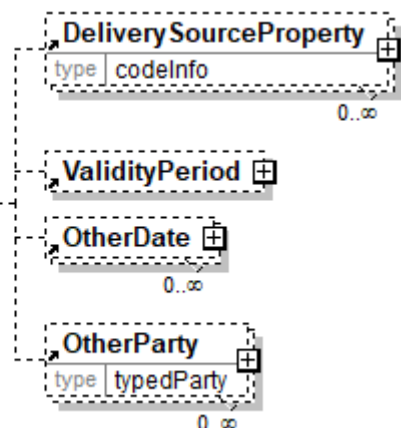 DeliverySourceProperty
type codeInfo
0..∞
ValidityPeriod
OtherDate
0..∞
OtherParty
type typedParty
0..∞